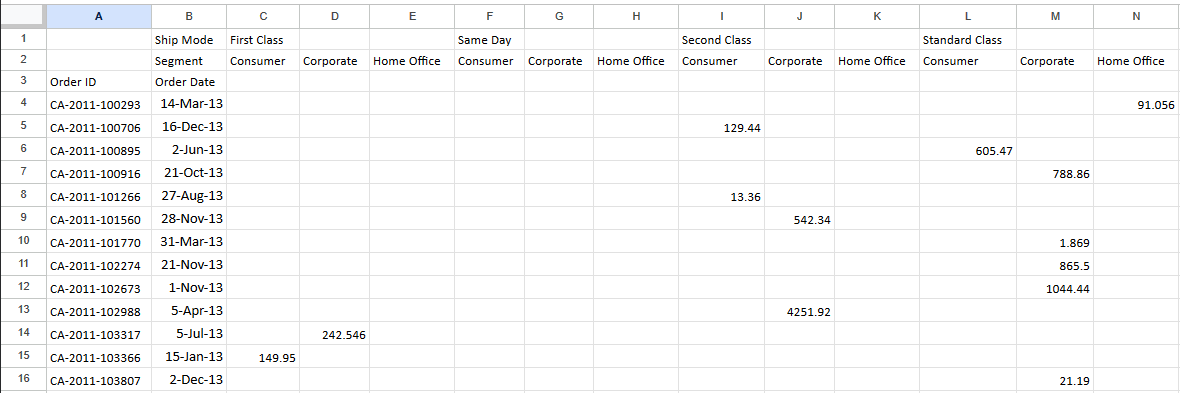 A B C D E F G H I J K L M N
1 Ship Mode First Class Same Day Second Class Standard Class
2 Segment Consumer Corporate Home Office Consumer Corporate Home Office Consumer Corporate Home Office Consumer Corporate Home Office
3 Order ID Order Date
4 CA-2011-100293 14-Mar-13 91.056
5 CA-2011-100706 16-Dec-13 129.44
6 CA-2011-100895 2-Jun-13 605.47
7 CA-2011-100916 21-Oct-13 788.86
8 CA-2011-101266 27-Aug-13 13.36
9 CA-2011-101560 28-Nov-13 542.34
10 CA-2011-101770 31-Mar-13 1.869
11 CA-2011-102274 21-Nov-13 865.5
12 CA-2011-102673 1-Nov-13 1044.44
13 CA-2011-102988 5-Apr-13 4251.92
14 CA-2011-103317 5-Jul-13 242.546
15 CA-2011-103366 15-Jan-13 149.95
16 CA-2011-103807 2-Dec-13 21.19